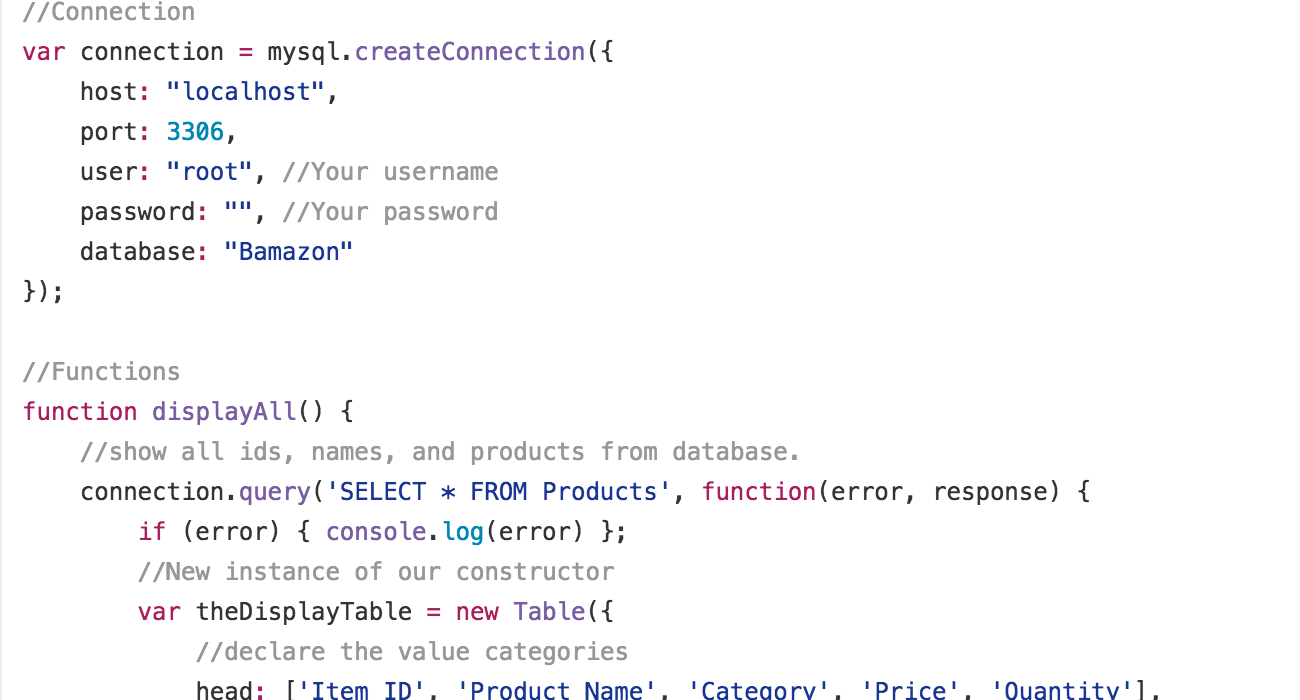 //Connection
var connection = mysql.createConnection({
    host: "localhost",
    port: 3306,
    user: "root", //Your username
    password: "", //Your password
    database: "Bamazon"
});

//Functions
function displayAll() {
    //show all ids, names, and products from database.
    connection.query('SELECT * FROM Products', function(error, response) {
        if (error) { console.log(error) };
        //New instance of our constructor
        var theDisplayTable = new Table({
            //declare the value categories
            head: ['Item ID', 'Product Name', 'Category', 'Price', 'Quantity'],